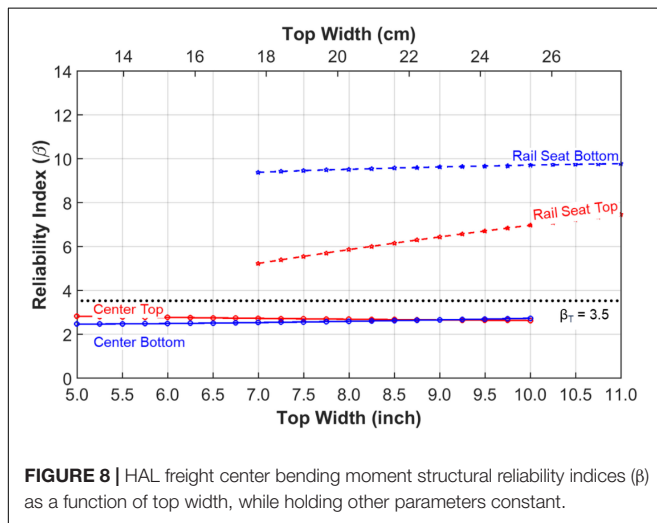 Top Width (cm)
14 16 18 20 22 24 26
14
12
10
8
6
4
2
0
Reliability Index (β)
Rail Seat Bottom
Rail Seat Top
Center Top
βT = 3.5
Center Bottom
5.0 5.5 6.0 6.5 7.0 7.5 8.0 8.5 9.0 9.5 10.0 10.5 11.0
Top Width (inch)
FIGURE 8 | HAL freight center bending moment structural reliability indices (β)
as a function of top width, while holding other parameters constant.